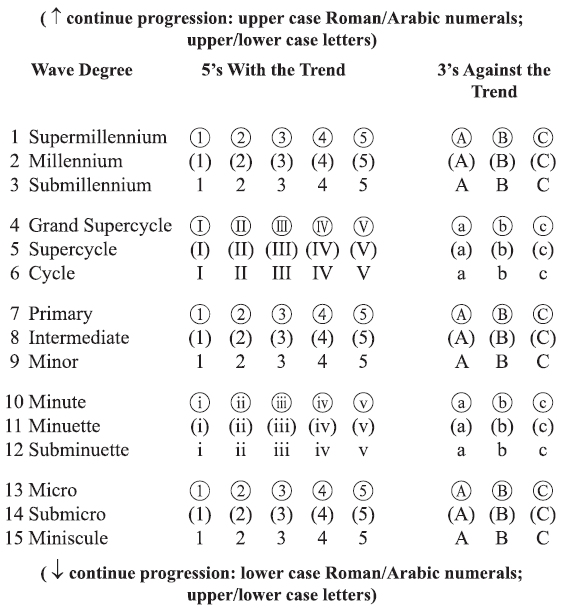 (↑ continue progression: upper case Roman/Arabic numerals;
upper/lower case letters)
Wave Degree 5's With the Trend 3's Against the
Trend
1 Supermillennium ① ② ③ ④ ⑤ Ⓐ Ⓑ Ⓒ
2 Millennium (1) (2) (3) (4) (5) (A) (B) (C)
3 Submillennium 1 2 3 4 5 A B C
4 Grand Supercycle Ⓘ II⃝ III⃝ IV⃝ Ⓥ ⓐ ⓑ ⓒ
5 Supercycle (I) (II) (III) (IV) (V) (a) (b) (c)
6 Cycle I II III IV V a b c
7 Primary ① ② ③ ④ ⑤ Ⓐ Ⓑ Ⓒ
8 Intermediate (1) (2) (3) (4) (5) (A) (B) (C)
9 Minor 1 2 3 4 5 A B C
10 Minute ⓘ ii⃝ iii⃝ iv⃝ ⓥ ⓐ ⓑ ⓒ
11 Minuette (i) (ii) (iii) (iv) (v) (a) (b) (c)
12 Subminuette i ii iii iv v a b c
13 Micro ① ② ③ ④ ⑤ Ⓐ Ⓑ Ⓒ
14 Submicro (1) (2) (3) (4) (5) (A) (B) (C)
15 Miniscule 1 2 3 4 5 A B C
(↓ continue progression: lower case Roman/Arabic numerals;
upper/lower case letters)